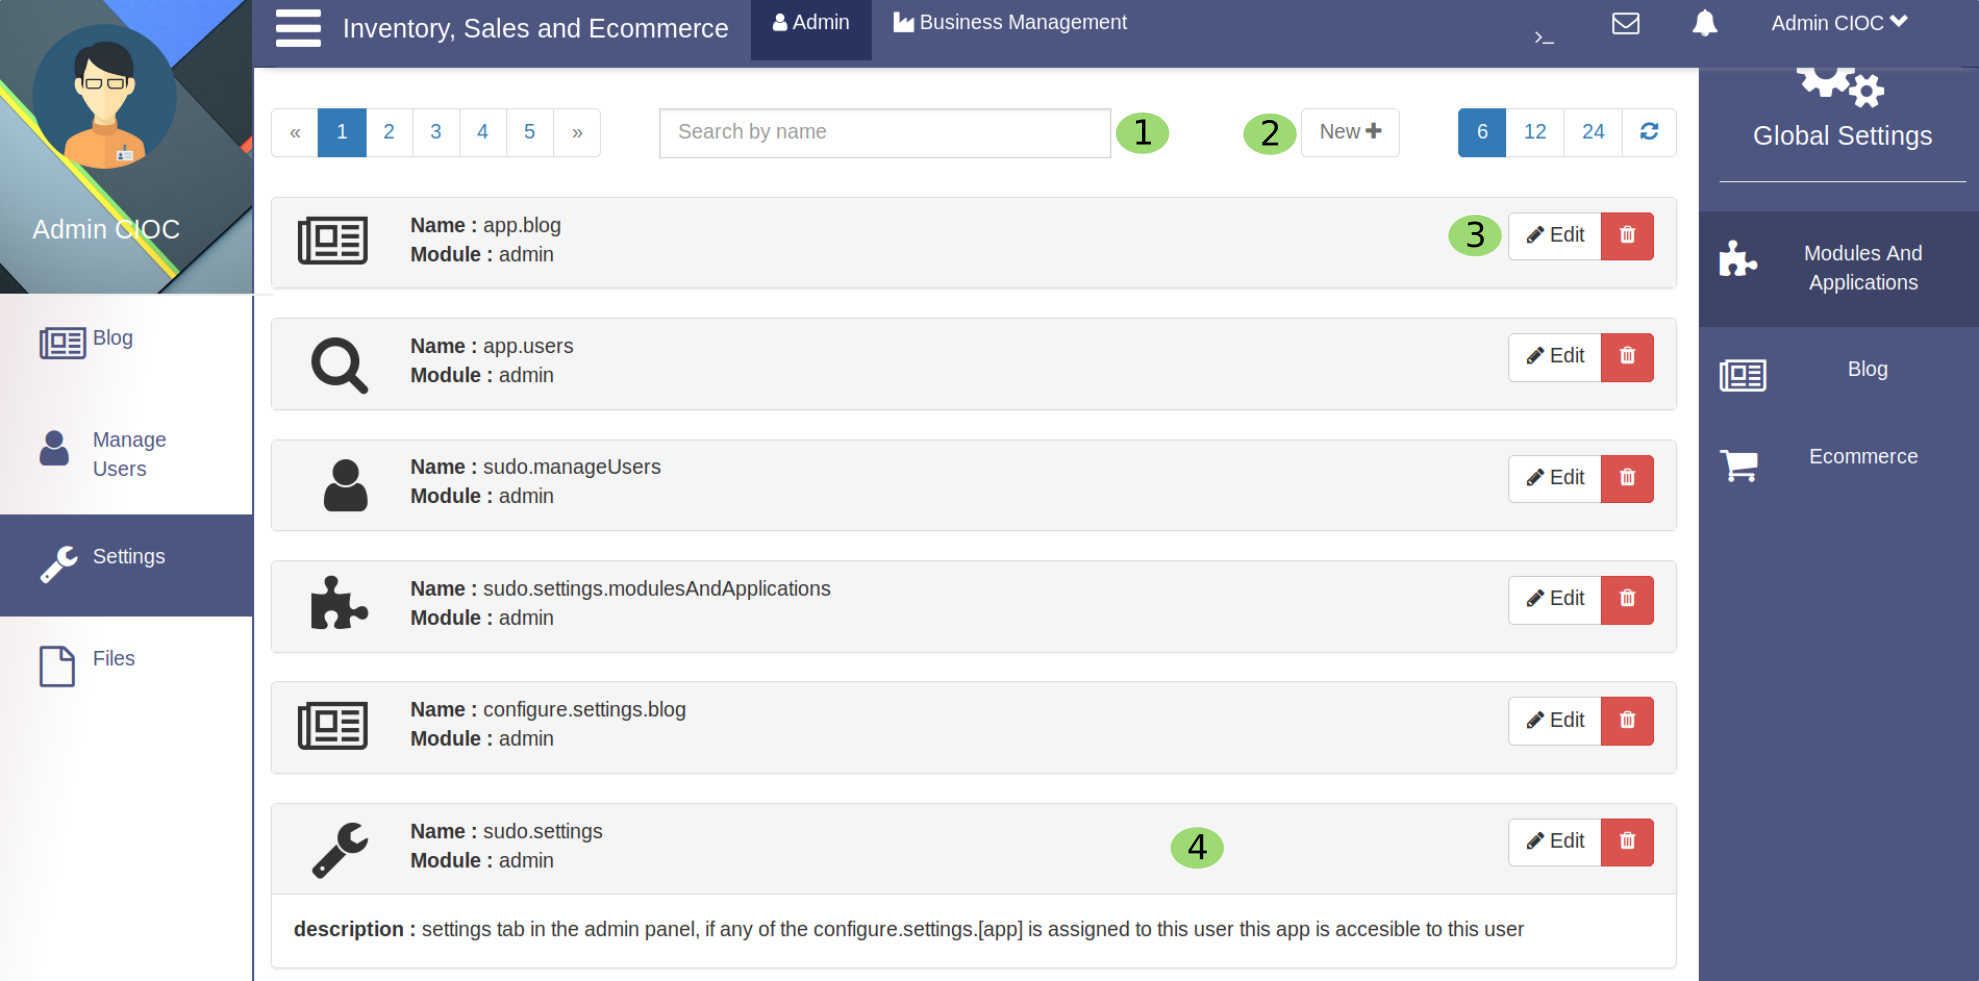 Inventory, Sales and Ecommerce
Admin
Business Management
>_
Admin CIOC
Admin CIOC
Blog
Manage
Users
Settings
Files
« 1 2 3 4 5 »
Search by name
1
2
New
6 12 24
Name : app.blog
Module : admin
3
Edit
Name : app.users
Module : admin
Edit
Name : sudo.manageUsers
Module : admin
Edit
Name : sudo.settings.modulesAndApplications
Module : admin
Edit
Name : configure.settings.blog
Module : admin
Edit
Name : sudo.settings
Module : admin
4
Edit
description : settings tab in the admin panel, if any of the configure.settings.[app] is assigned to this user this app is accesible to this user
Global Settings
Modules And
Applications
Blog
Ecommerce